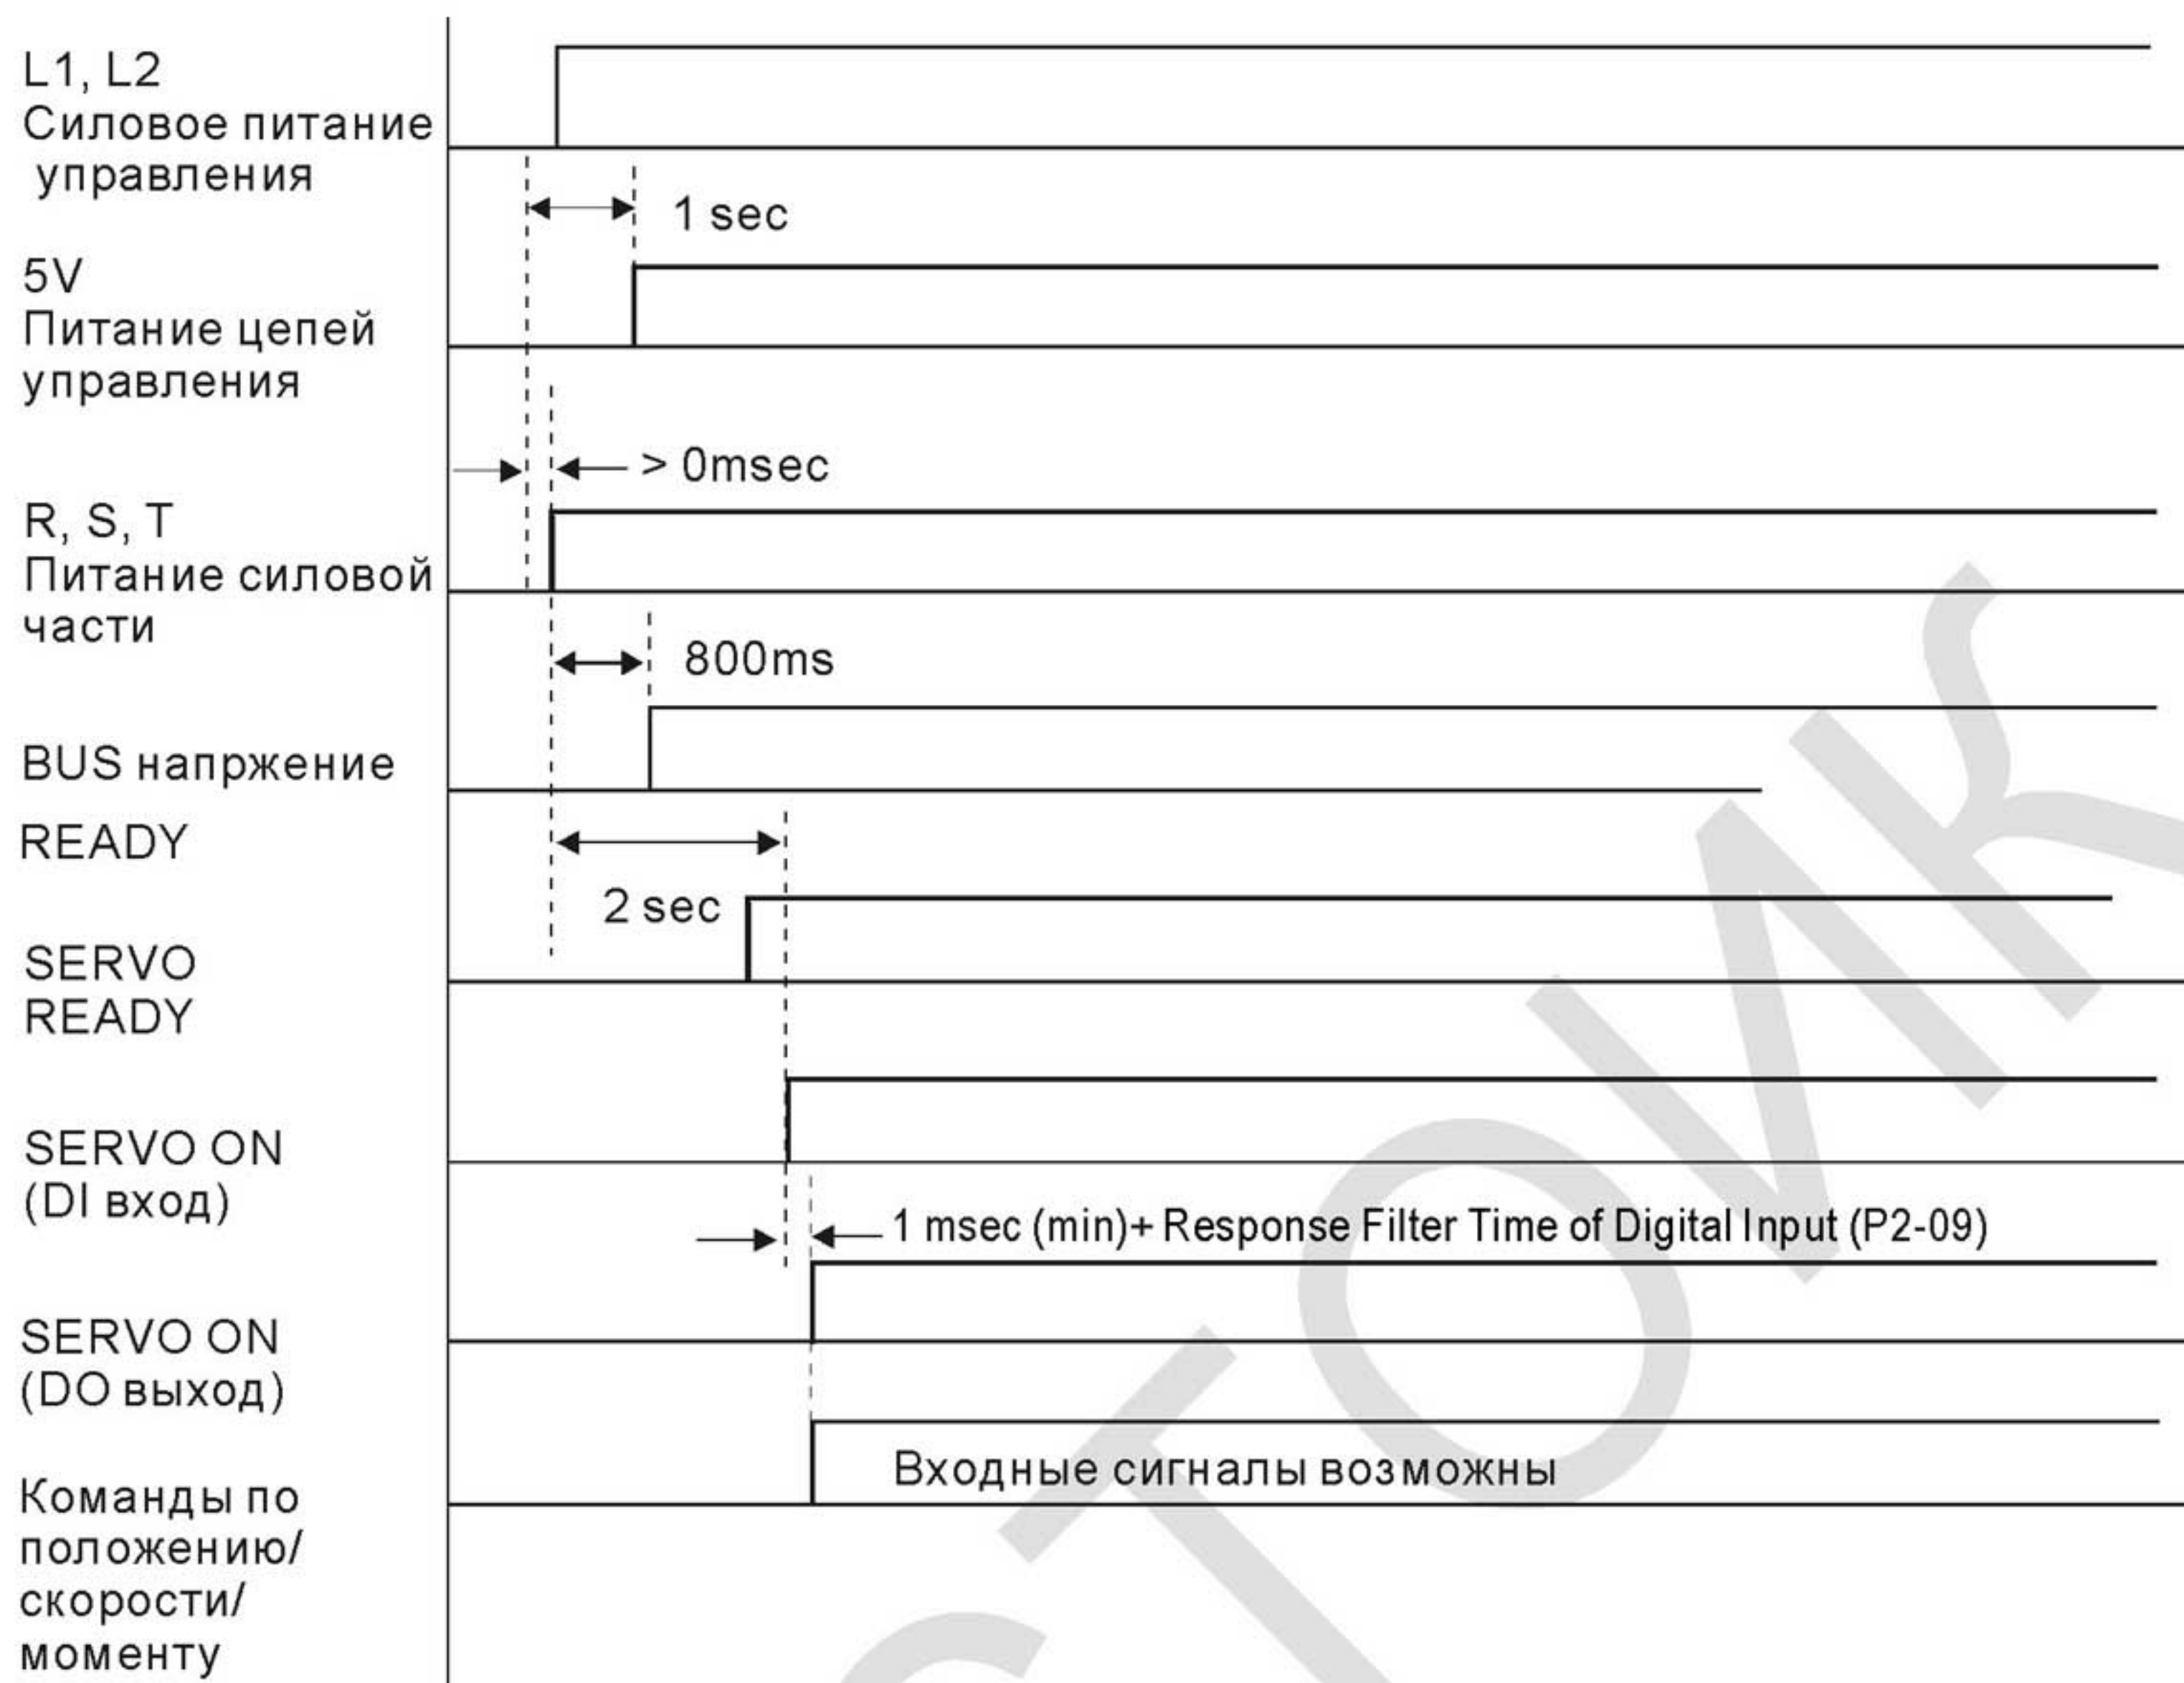 L1, L2
Силовое питание
управления
1 sec
5V
Питание цепей
управления
> 0msec
R, S, T
Питание силовой
части
800ms
BUS напржение
READY
2 sec
SERVO
READY
SERVO ON
(DI вход)
1 msec (min)+ Response Filter Time of Digital Input (P2-09)
SERVO ON
(DO выход)
Входные сигналы возможны
Команды по
положению/
скорости/
моменту
СТОИК